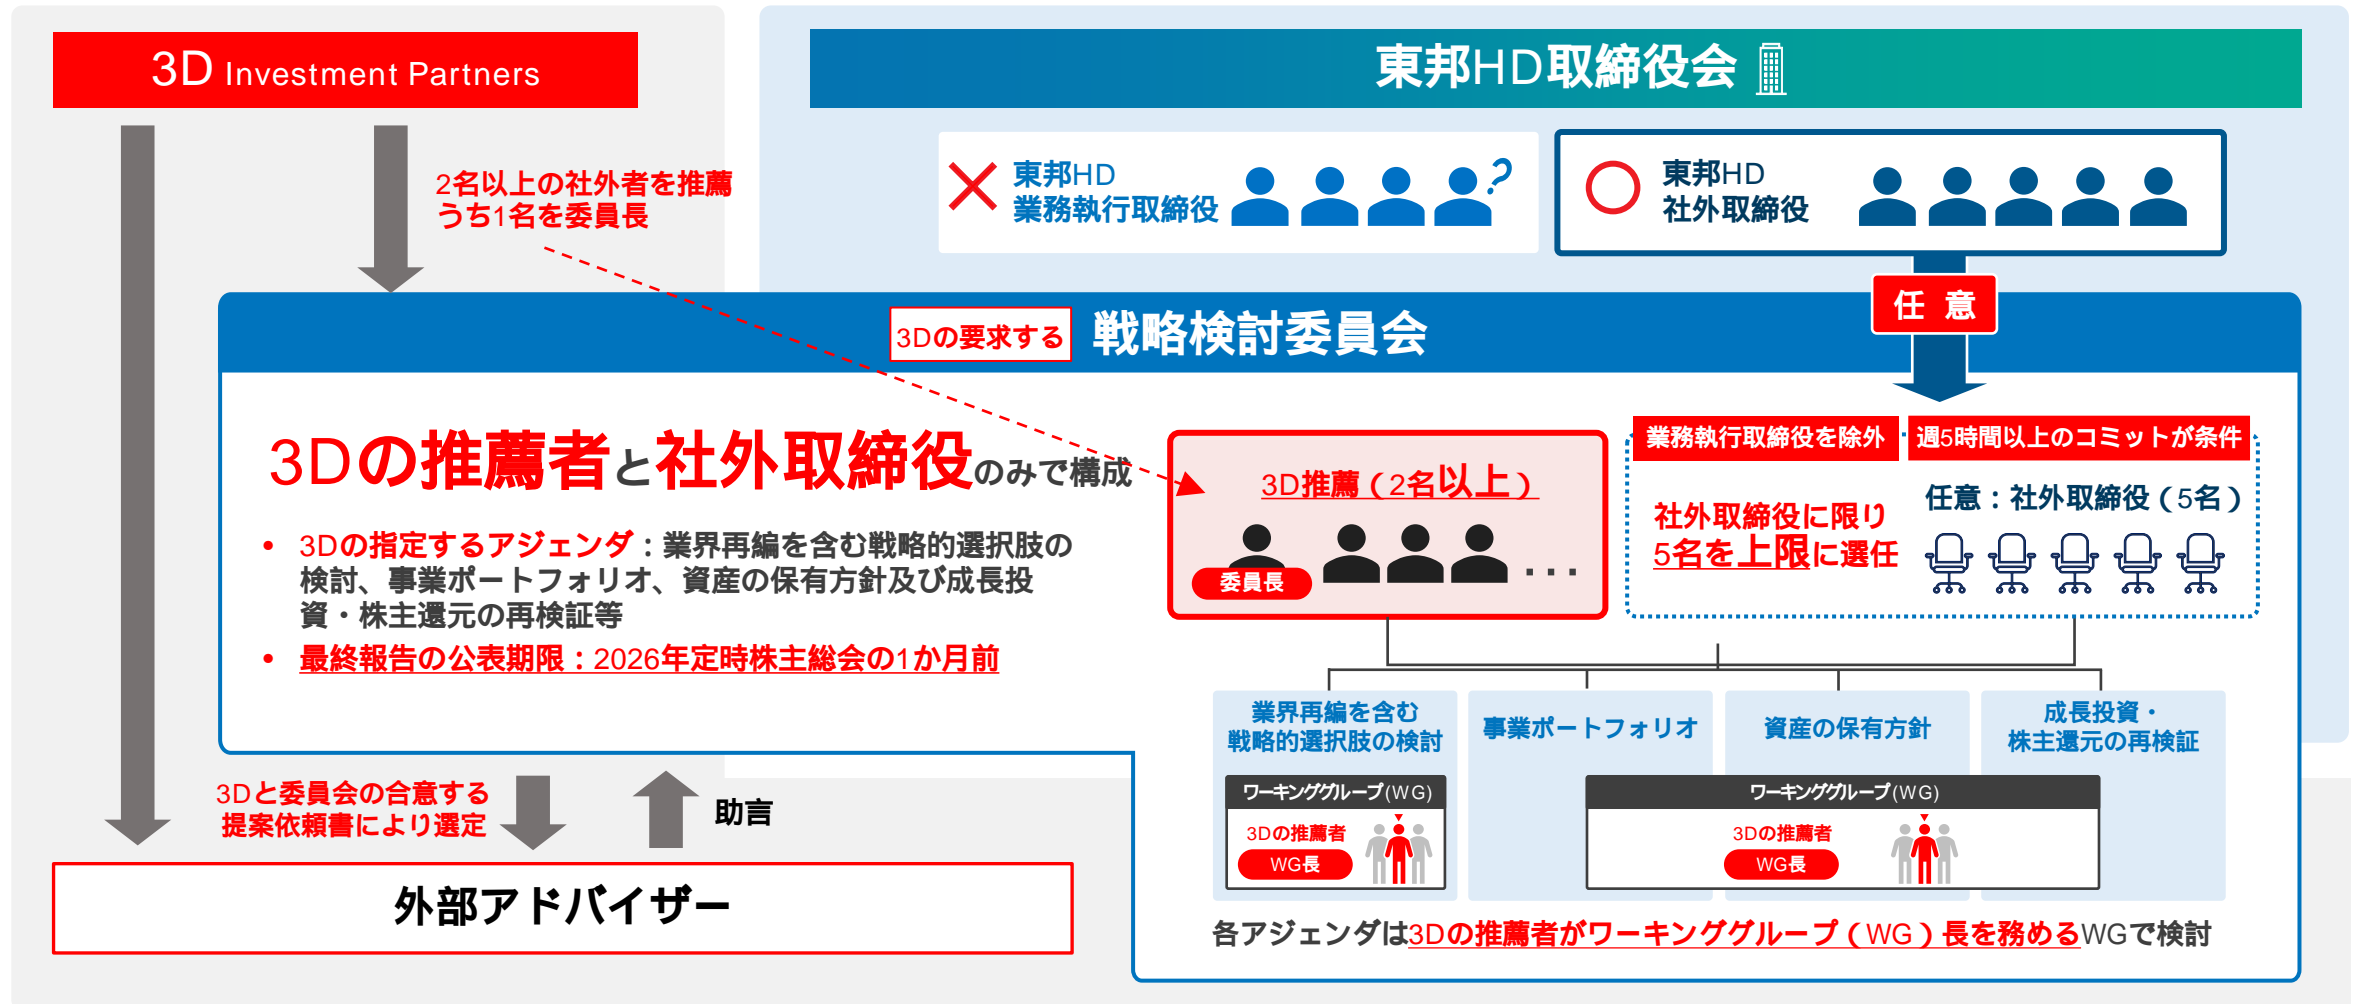 3D Investment Partners
東邦HD取締役会
2名以上の社外者を推薦
うち1名を委員長
東邦HD
業務執行取締役
東邦HD
社外取締役
任 意
3Dの要求する 戦略検討委員会
3Dの推薦者と社外取締役のみで構成
• 3Dの指定するアジェンダ：業界再編を含む戦略的選択肢の
検討、事業ポートフォリオ、資産の保有方針及び成長投
資・株主還元の再検証等
• 最終報告の公表期限：2026年定時株主総会の1か月前
3D推薦（2名以上）
委員長
...
業務執行取締役を除外
週5時間以上のコミットが条件
社外取締役に限り
5名を上限に選任
任意：社外取締役（5名）
業界再編を含む
戦略的選択肢の検討
事業ポートフォリオ
資産の保有方針
成長投資・
株主還元の再検証
ワーキンググループ(WG)
3Dの推薦者
WG長
ワーキンググループ(WG)
3Dの推薦者
WG長
各アジェンダは3Dの推薦者がワーキンググループ（WG）長を務めるWGで検討
3Dと委員会の合意する
提案依頼書により選定
助言
外部アドバイザー